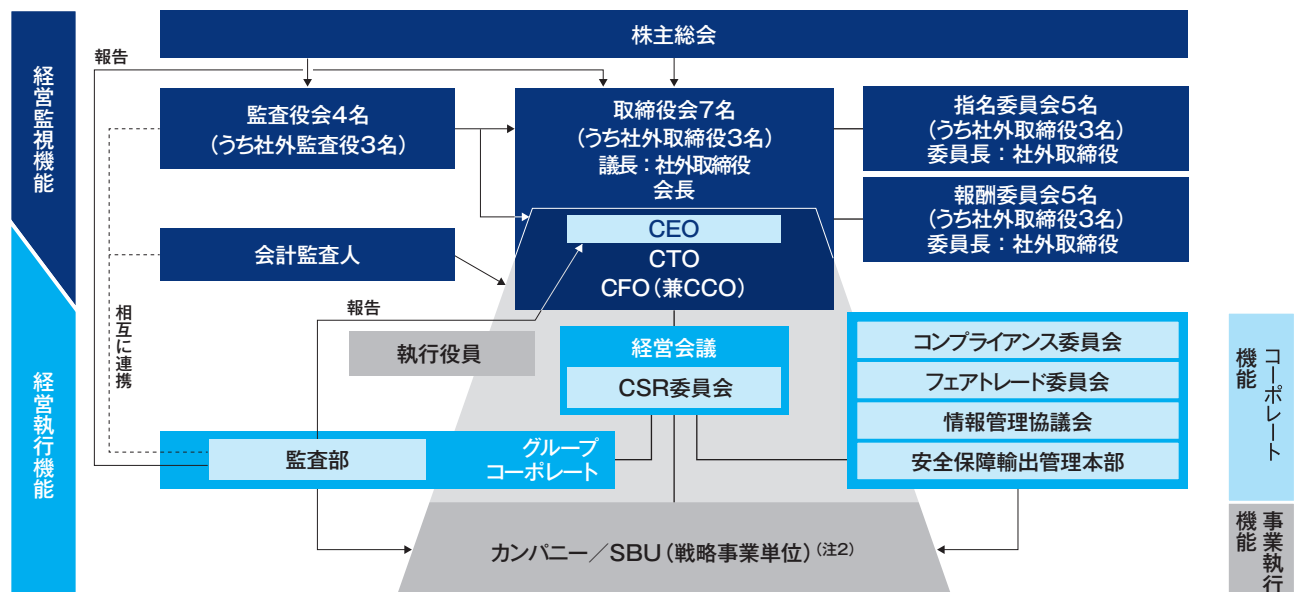 株主総会
報告
経営監視機能
監査役会4名
(うち社外監査役3名)
取締役会7名
(うち社外取締役3名)
議長：社外取締役
会長
指名委員会5名
(うち社外取締役3名)
委員長：社外取締役
報酬委員会5名
(うち社外取締役3名)
委員長：社外取締役
CEO
CTO
CFO（兼CCO）
会計監査人
相互に連携
報告
執行役員
経営会議
CSR委員会
コンプライアンス委員会
フェアトレード委員会
情報管理協議会
安全保障輸出管理本部
コーポレート
機能
経営執行機能
監査部
グループ
コーポレート
カンパニー／SBU（戦略事業単位）(注2)
事業執行
機能